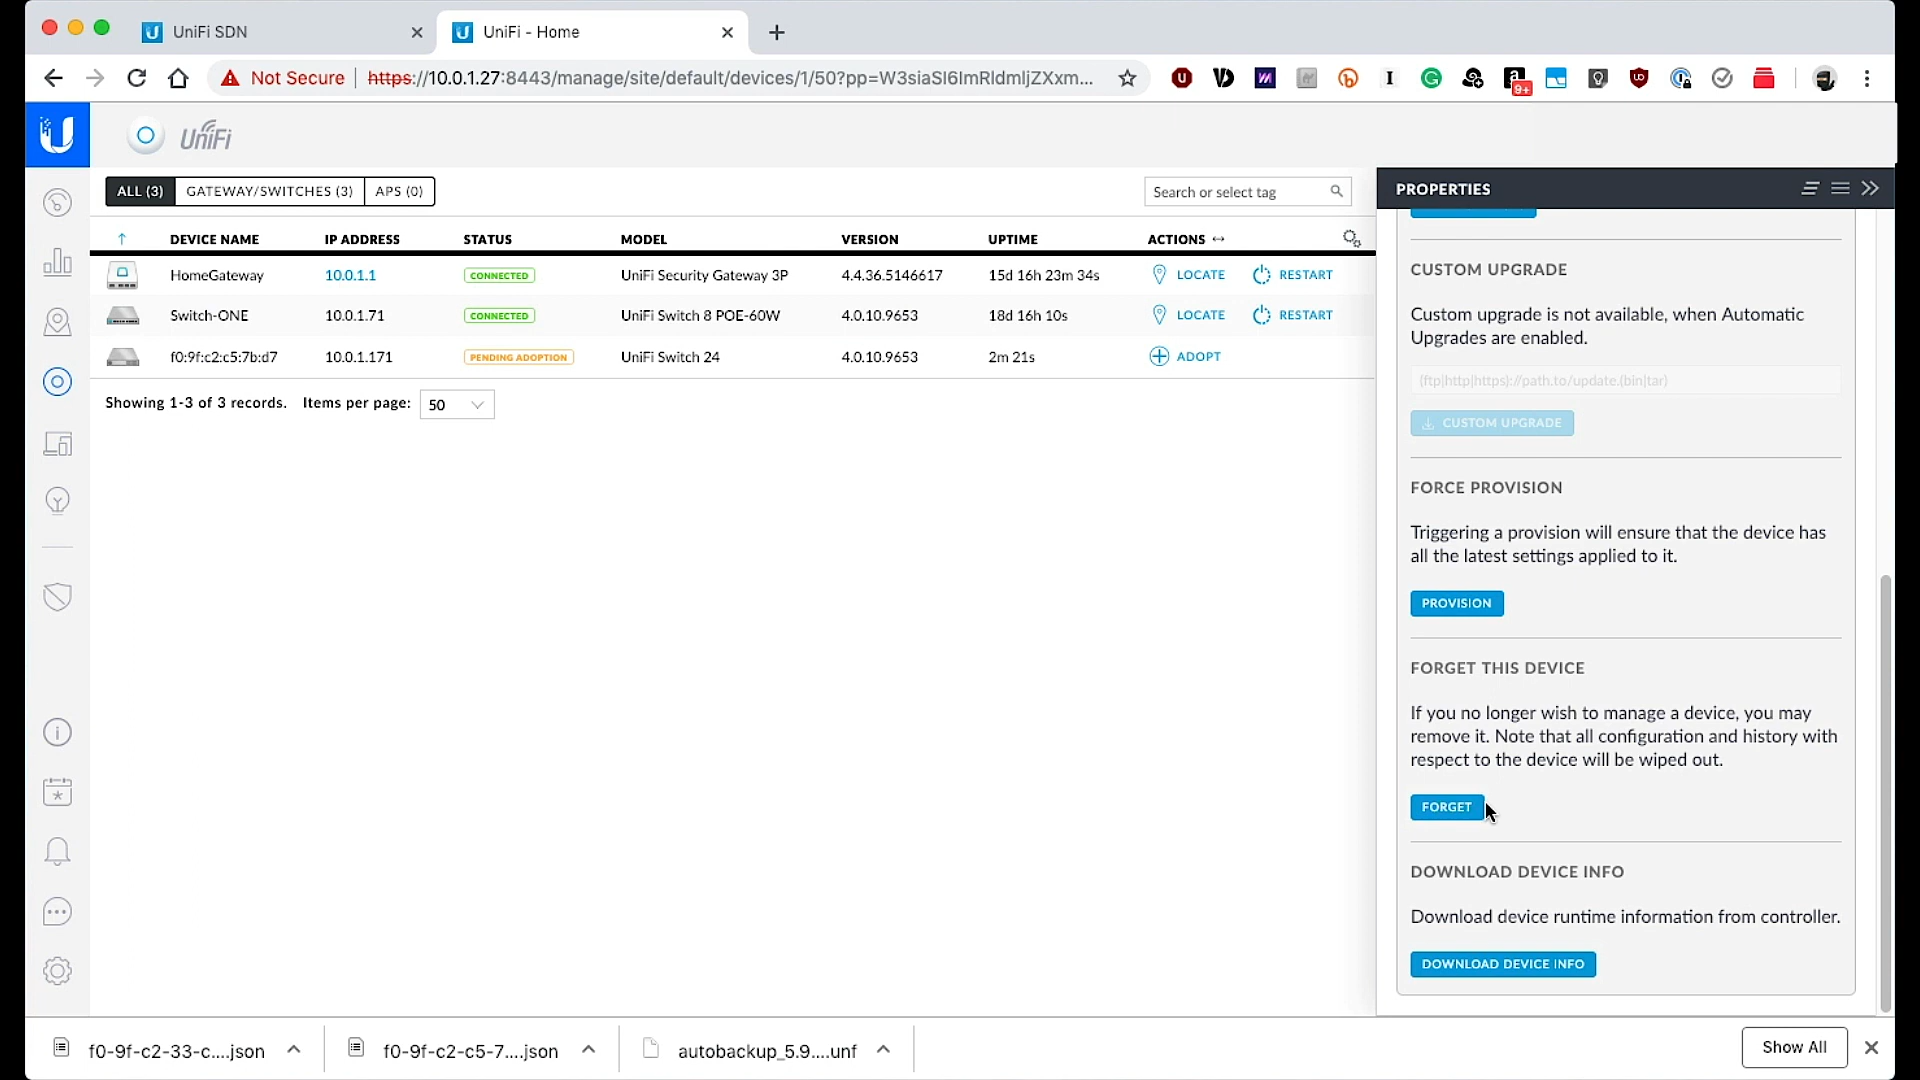 UniFi SDN
UniFi - Home
Not Secure
https://10.0.1.27:8443/manage/site/default/devices/1/50?pp=W3siaSI6ImRldmljZXXxm...
9+
UniFi
ALL (3)
GATEWAY/SWITCHES (3)
APS (0)
Search or select tag
PROPERTIES
DEVICE NAME IP ADDRESS STATUS MODEL VERSION UPTIME ACTIONS
HomeGateway 10.0.1.1 CONNECTED UniFi Security Gateway 3P 4.4.36.5146617 15d 16h 23m 34s LOCATE RESTART
Switch-ONE 10.0.1.71 CONNECTED UniFi Switch 8 POE-60W 4.0.10.9653 18d 16h 10s LOCATE RESTART
f0:9f:c2:c5:7b:d7 10.0.1.171 PENDING ADOPTION UniFi Switch 24 4.0.10.9653 2m 21s ADOPT
Showing 1-3 of 3 records. Items per page: 50
CUSTOM UPGRADE
Custom upgrade is not available, when Automatic
Upgrades are enabled.
(ftp|http|https)://path.to/update.(bin|tar)
CUSTOM UPGRADE
FORCE PROVISION
Triggering a provision will ensure that the device has
all the latest settings applied to it.
PROVISION
FORGET THIS DEVICE
If you no longer wish to manage a device, you may
remove it. Note that all configuration and history with
respect to the device will be wiped out.
FORGET
DOWNLOAD DEVICE INFO
Download device runtime information from controller.
DOWNLOAD DEVICE INFO
f0-9f-c2-33-c....json
f0-9f-c2-c5-7....json
autobackup_5.9....unf
Show All